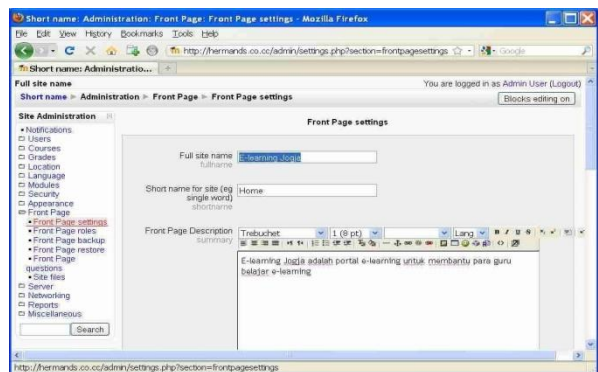 Short name: Administration: Front Page: Front Page settings - Mozilla Firefox
File Edit View History Bookmarks Tools Help
http://hermands.co.cc/admin/settings.php?section=frontpagesettings
Google
Short name: Administratio...
Full site name
You are logged in as Admin User (Logout)
Short name ► Administration ► Front Page ► Front Page settings
Blocks editing on
Site Administration
Front Page settings
Notifications
Users
Courses
Grades
Location
Language
Modules
Security
Appearance
Front Page
Front Page settings
Front Page roles
Front Page backup
Front Page restore
Front Page
questions
Site files
Server
Networking
Reports
Miscellaneous
Search
Full site name
fullname
E-learning Jogja
Short name for site (eg
single word)
shortname
Home
Front Page Description
summary
Trebuchet 1 (8 pt) Lang B I U S
E-learning Jogja adalah portal e-learning untuk membantu para guru
belajar e-learning
http://hermands.co.cc/admin/settings.php?section=frontpagesettings